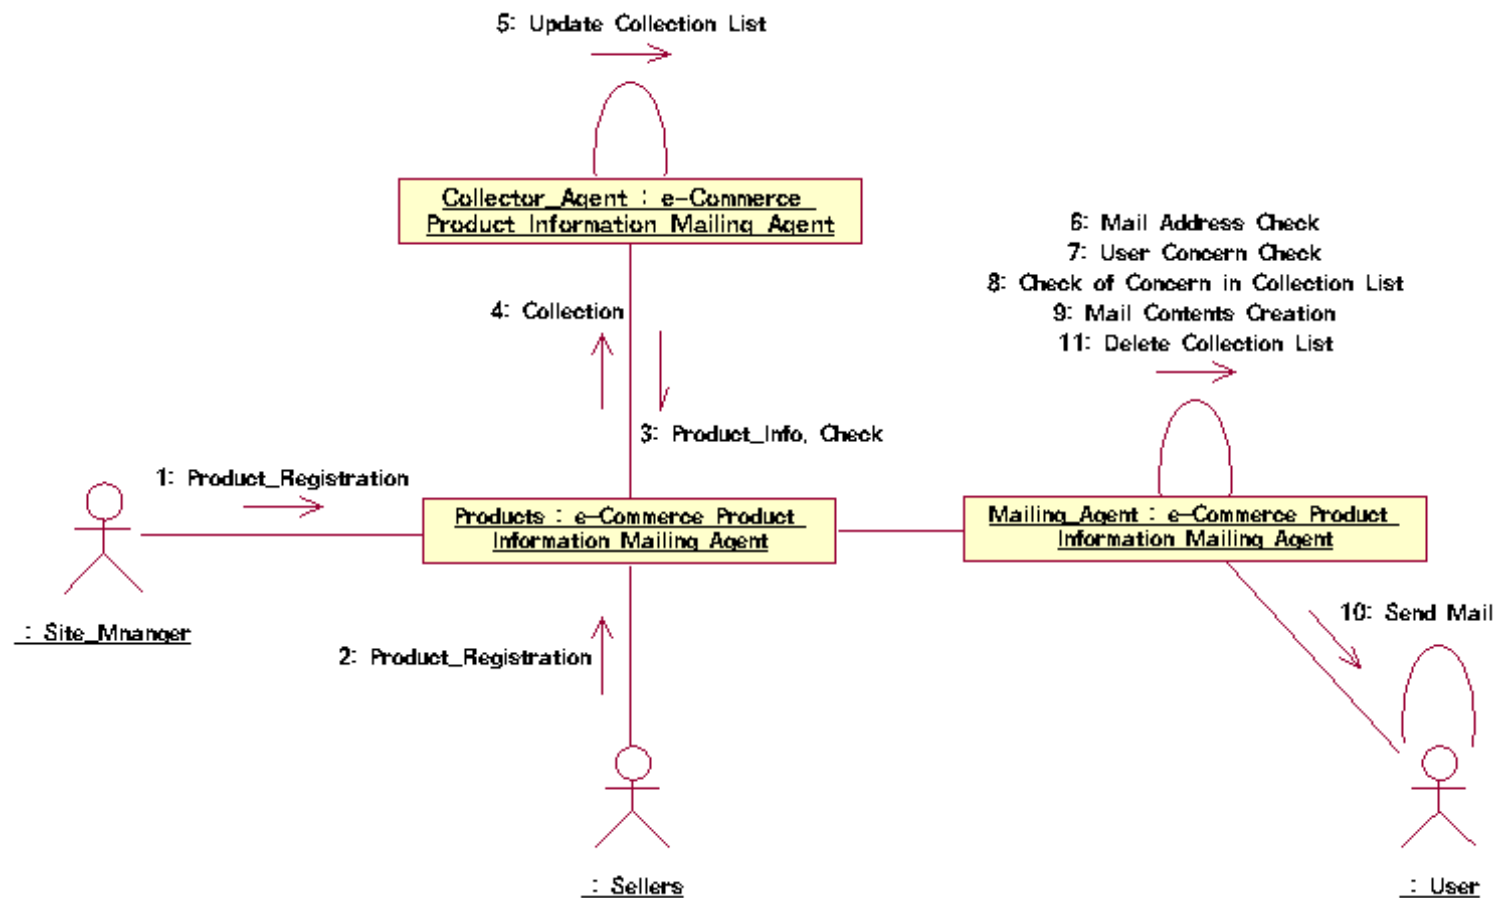 5: Update Collection List
Collector_Agent : e-Commerce
Product Information Mailing Agent
6: Mail Address Check
7: User Concern Check
8: Check of Concern in Collection List
9: Mail Contents Creation
11: Delete Collection List
4: Collection
3: Product_Info, Check
1: Product_Registration
Products : e-Commerce Product
Information Mailing Agent
Mailing_Agent : e-Commerce Product
Information Mailing Agent
: Site_Mnanger
2: Product_Registration
10: Send Mail
: Sellers
: User